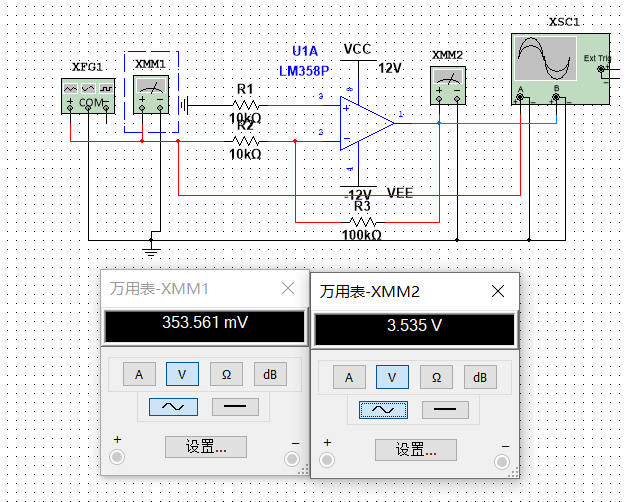 XSC1
U1A
VCC
12V
XFG1
XMM1
XMM2
LM358P
Ext Trig
COM
A
B
R1
10kΩ
R2
10kΩ
3
2
8
1
4
-12V
VEE
R3
100kΩ
万用表-XMM1
353.561 mV
A
V
Ω
dB
+
设置...
−
万用表-XMM2
3.535 V
A
V
Ω
dB
+
设置...
−